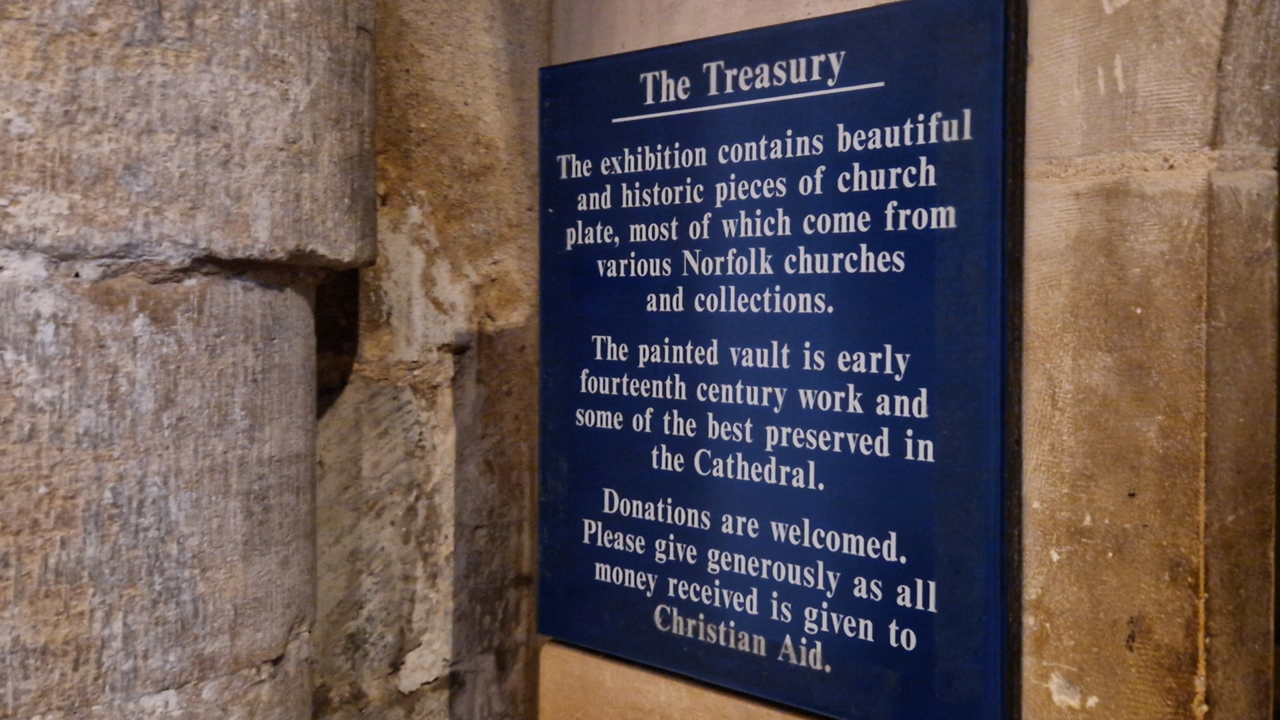 The Treasury
The exhibition contains beautiful
and historic pieces of church
plate, most of which come from
various Norfolk churches
and collections.
The painted vault is early
fourteenth century work and
some of the best preserved in
the Cathedral.
Donations are welcomed.
Please give generously as all
money received is given to
Christian Aid.